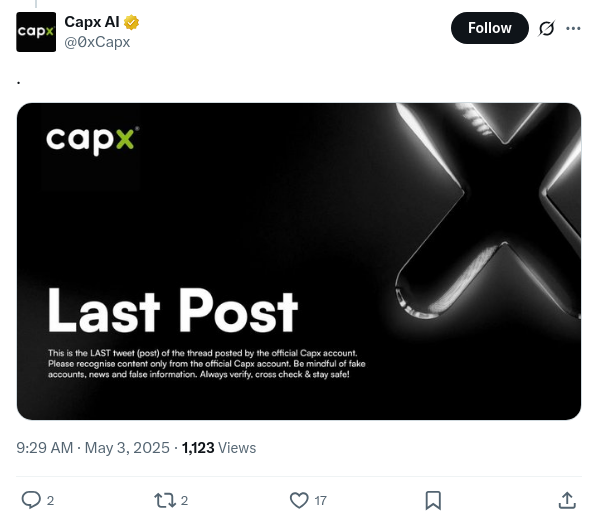 capx
Capx AI
@0xCapx
Follow
.
capx
Last Post
This is the LAST tweet (post) of the thread posted by the official Capx account.
Please recognise content only from the official Capx account. Be mindful of fake
accounts, news and false information. Always verify, cross check & stay safe!
9:29 AM · May 3, 2025 · 1,123 Views
2
2
17